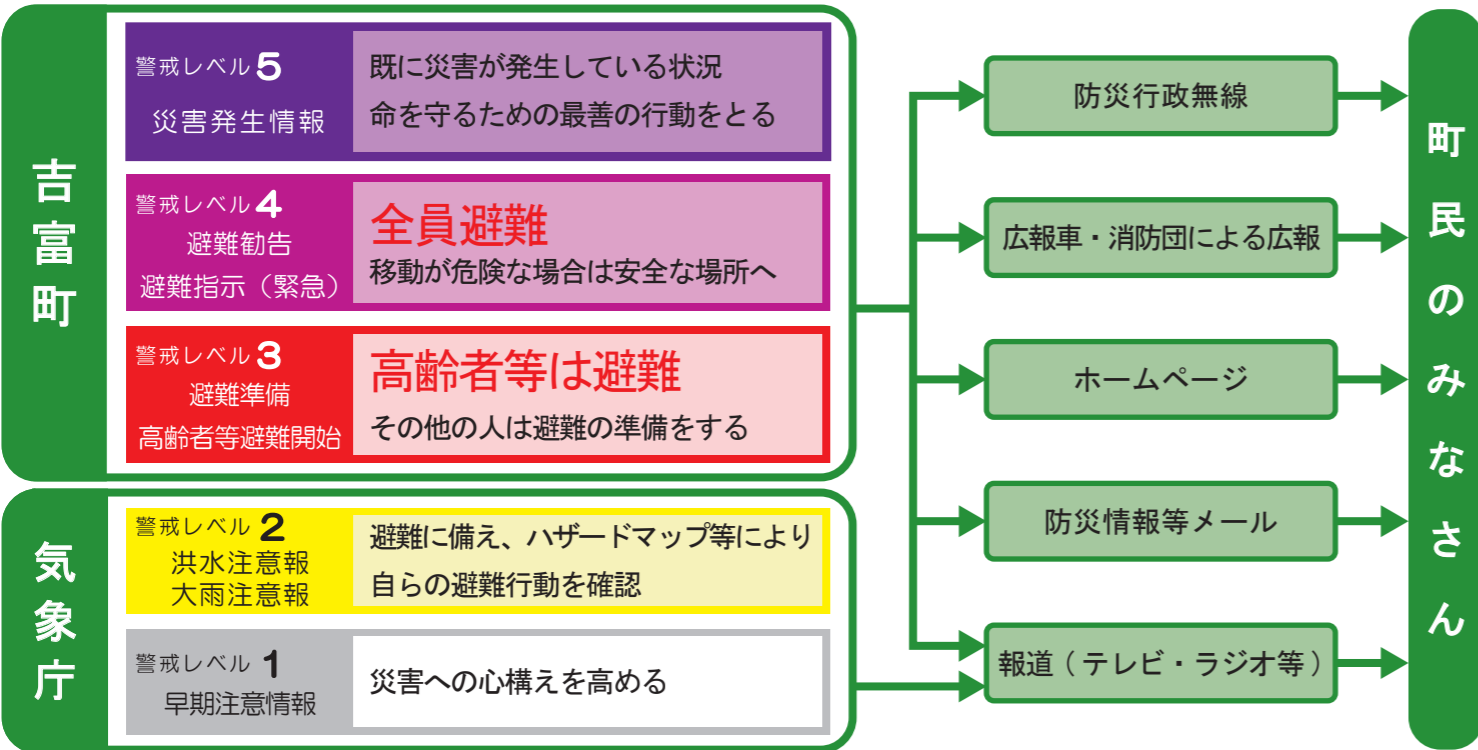 吉富町
警戒レベル 5
災害発生情報
既に災害が発生している状況
命を守るための最善の行動をとる
警戒レベル 4
避難勧告
避難指示（緊急）
全員避難
移動が危険な場合は安全な場所へ
警戒レベル 3
避難準備
高齢者等避難開始
高齢者等は避難
その他の人は避難の準備をする
気象庁
警戒レベル 2
洪水注意報
大雨注意報
避難に備え、ハザードマップ等により
自らの避難行動を確認
警戒レベル 1
早期注意情報
災害への心構えを高める
防災行政無線
広報車・消防団による広報
ホームページ
防災情報等メール
報道（テレビ・ラジオ等）
町民のみなさん